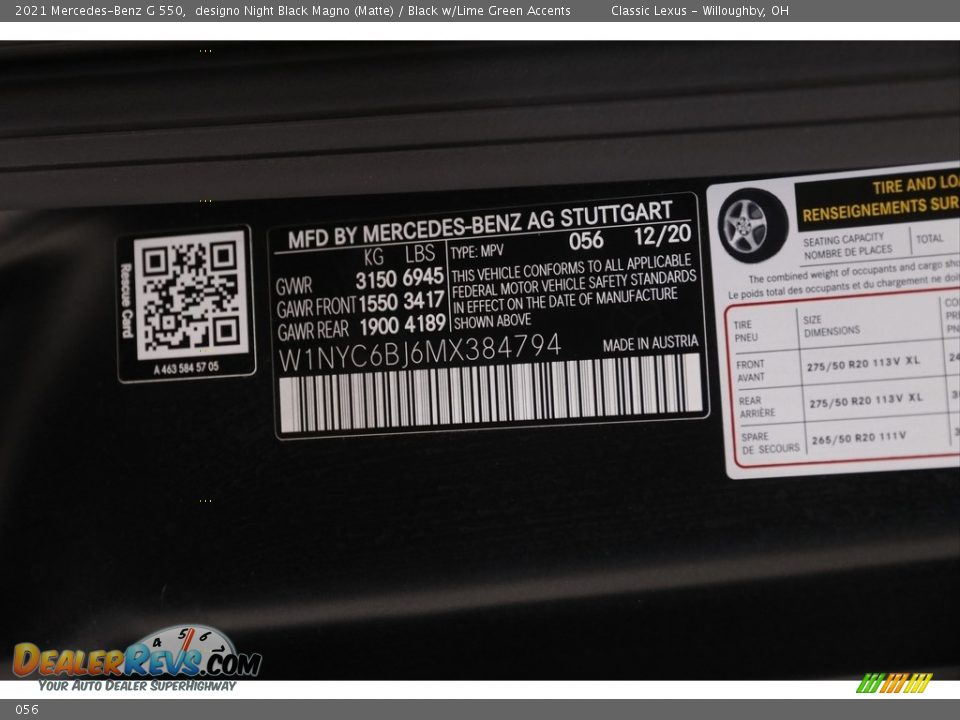 2021 Mercedes-Benz G 550, designo Night Black Magno (Matte) / Black w/Lime Green Accents Classic Lexus - Willoughby, OH
Rescue Card
A 463 584 57 05
MFD BY MERCEDES-BENZ AG STUTTGART
KG LBS TYPE: MPV 056 12/20
GVWR 3150 6945
GAWR FRONT 1550 3417
GAWR REAR 1900 4189
THIS VEHICLE CONFORMS TO ALL APPLICABLE
FEDERAL MOTOR VEHICLE SAFETY STANDARDS
IN EFFECT ON THE DATE OF MANUFACTURE
SHOWN ABOVE
W1NYC6BJ6MX384794 MADE IN AUSTRIA
TIRE AND
RENSEIGNEMENTS SUR
SEATING CAPACITY TOTAL
NOMBRE DE PLACES
The combined weight of occupants and cargo
Le poids total des occupants et du chargement ne
TIRE SIZE
PNEU DIMENSIONS
FRONT 275/50 R20 113V XL
AVANT
REAR 275/50 R20 113V XL
ARRIÈRE
SPARE 265/50 R20 111V
DE SECOURS
4 5 6
DEALERREVS.COM
YOUR AUTO DEALER SUPERHIGHWAY
056